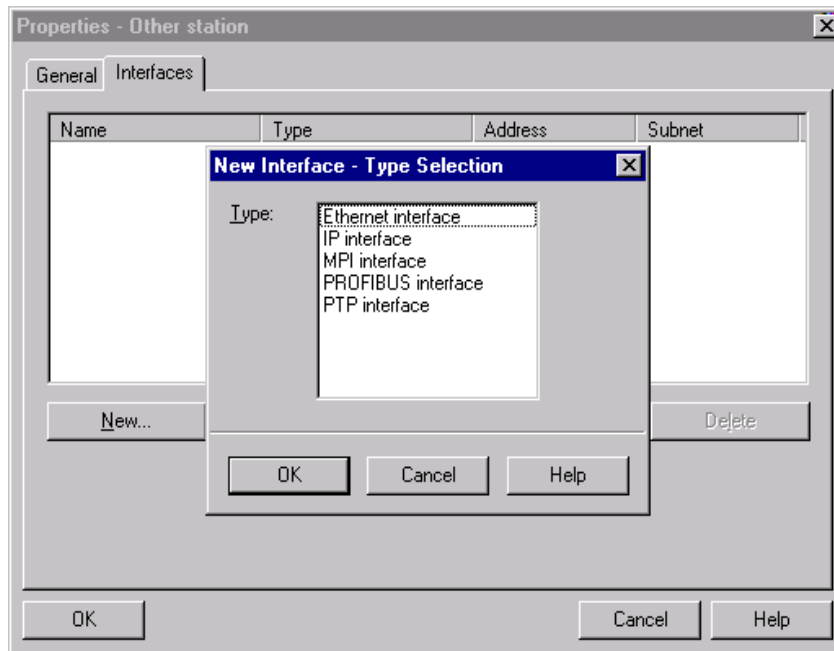 Properties - Other station
General Interfaces
Name Type Address Subnet
New Interface - Type Selection
Type: Ethernet interface
IP interface
MPI interface
PROFIBUS interface
PTP interface
New... Delete
OK Cancel Help
OK Cancel Help